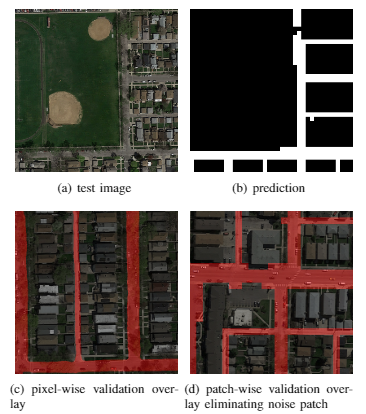 (a) test image
(b) prediction
(c) pixel-wise validation over-
lay
(d) patch-wise validation over-
lay eliminating noise patch